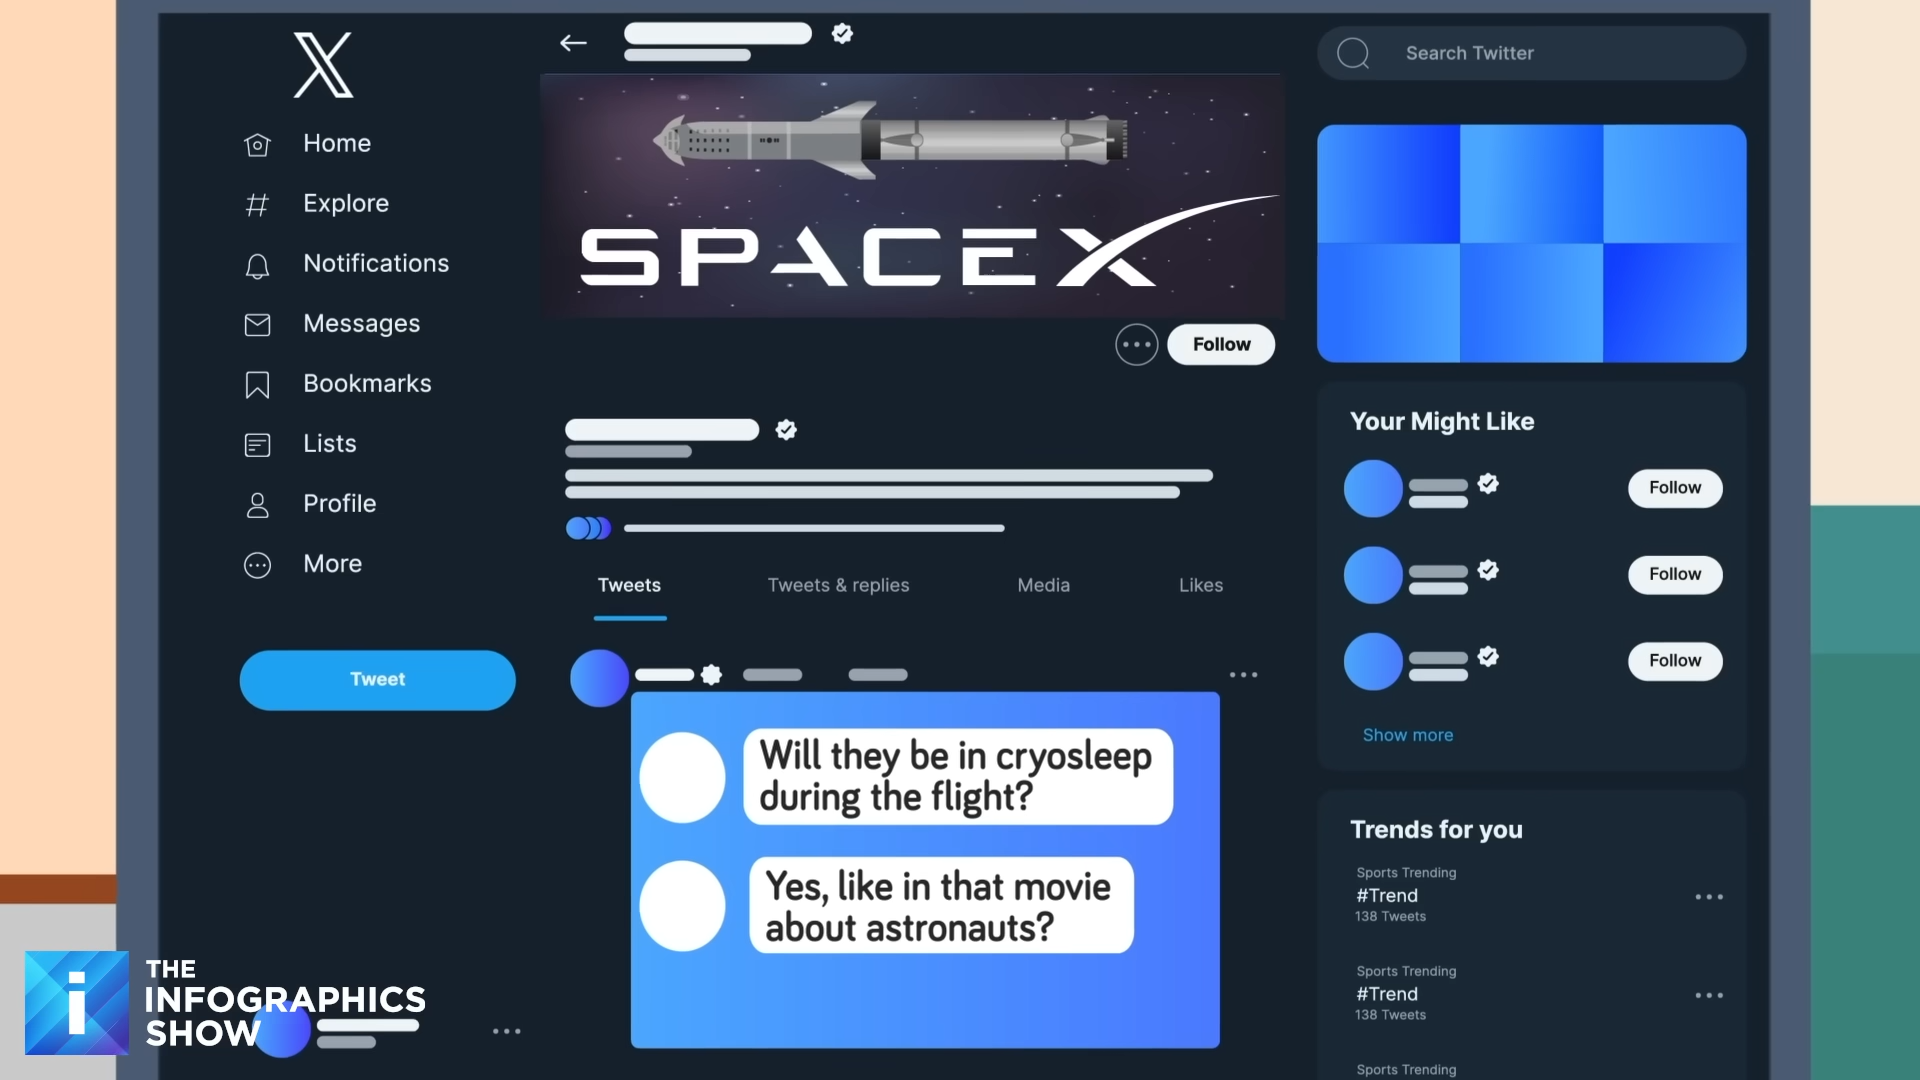 X
Home
Explore
Notifications
Messages
Bookmarks
Lists
Profile
More
Tweet
SPACEX
Follow
Tweets
Tweets & replies
Media
Likes
Will they be in cryosleep
during the flight?
Yes, like in that movie
about astronauts?
Search Twitter
Your Might Like
Follow
Follow
Follow
Show more
Trends for you
Sports Trending
#Trend
138 Tweets
Sports Trending
#Trend
138 Tweets
Sports Trending
i
THE
INFOGRAPHICS
SHOW